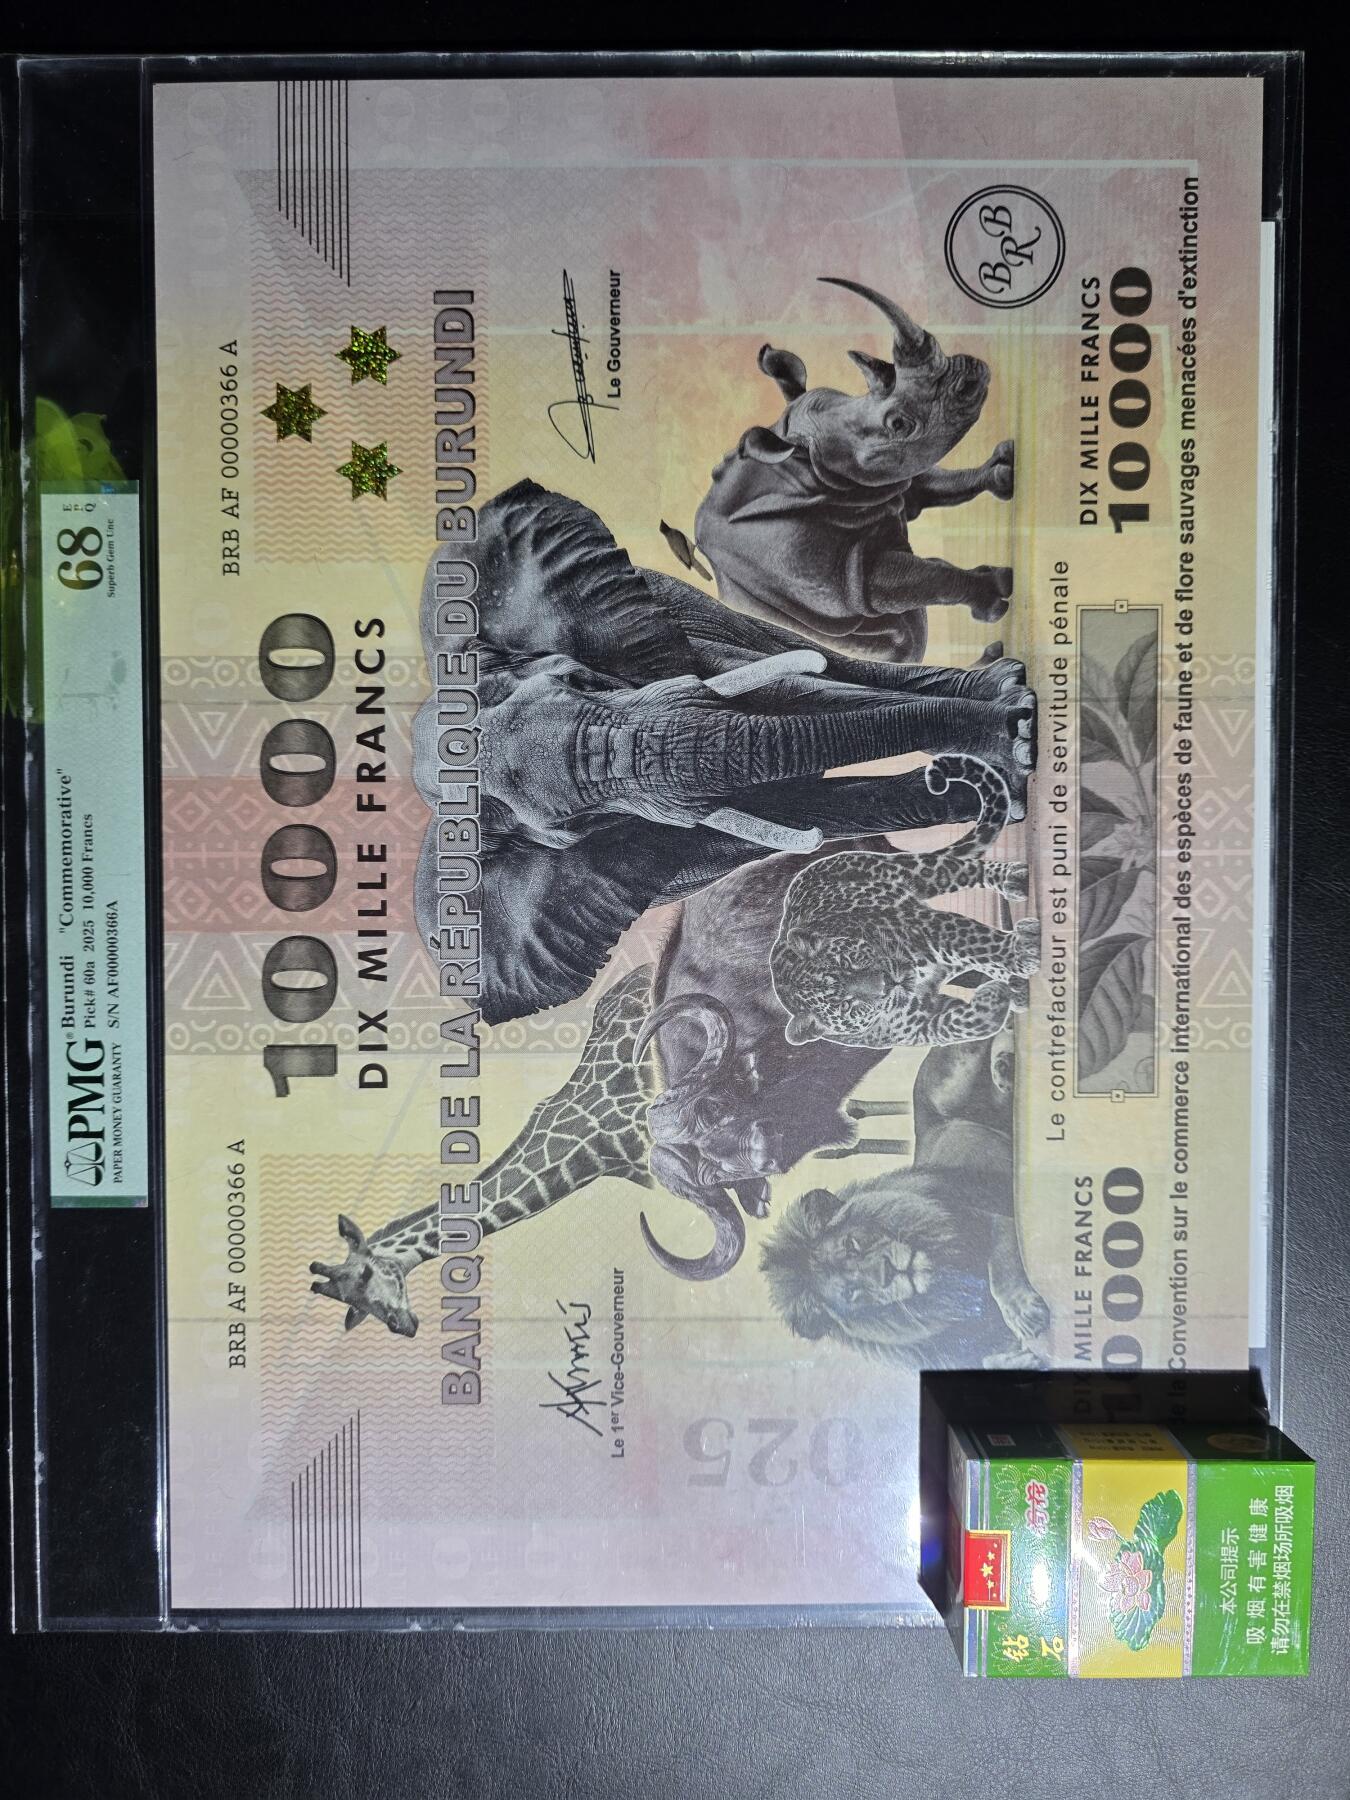 PMG
PAPER MONEY GUARANTY
Burundi "Commemorative"
Pick# 60a 2025 10,000 Francs
S/N AF00000366A
68
EPQ
Superb Gem Unc
BRB AF 00000366 A
BRB AF 00000366 A
10000
DIX MILLE FRANCS
BANQUE DE LA RÉPUBLIQUE DU BURUNDI
Le 1er Vice-Gouverneur
Le Gouverneur
2025
BRB
Le contrefacteur est puni de servitude pénale
DIX MILLE FRANCS
10000
DIX MILLE FRANCS
10000
de la Convention sur le commerce international des espèces de faune et de flore sauvages menacées d'extinction
钻石
荷花
本公司提示
吸烟有害健康
请勿在禁烟场所吸烟